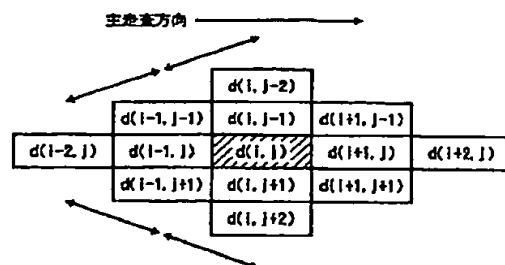 主走査方向
d(i, j-2)
d(i-1, j-1) d(i, j-1) d(i+1, j-1)
d(i-2, j) d(i-1, j) d(i, j) d(i+1, j) d(i+2, j)
d(i-1, j+1) d(i, j+1) d(i+1, j+1)
d(i, j+2)